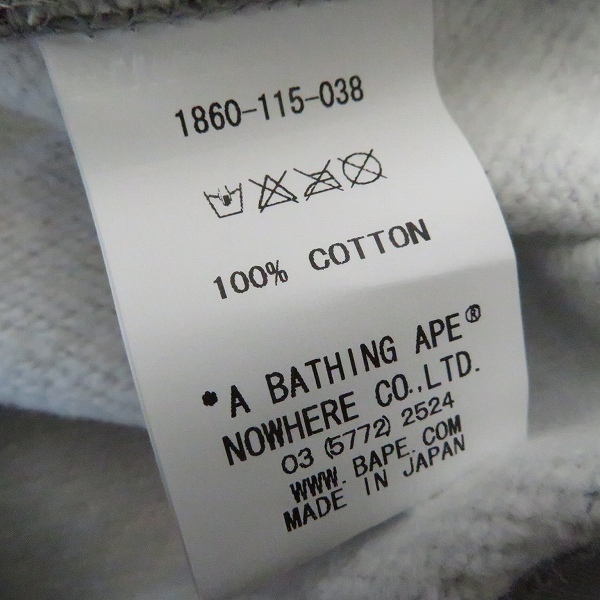 1860-115-038
100% COTTON
*A BATHING APE®
NOWHERE CO.,LTD.
03 (5772) 2524
WWW. BAPE. COM
MADE IN JAPAN